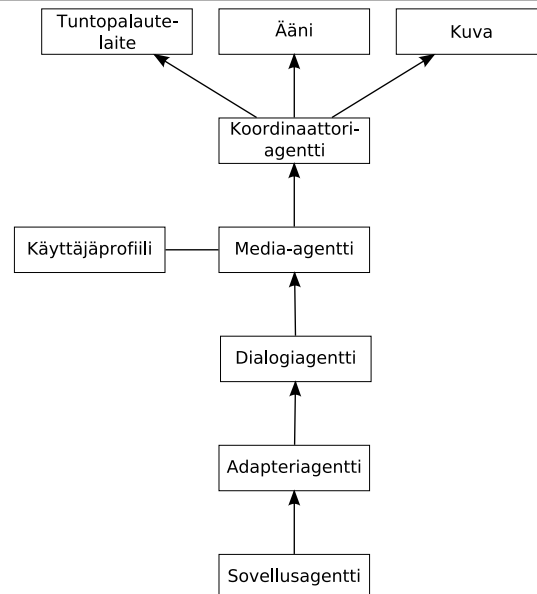 Tuntopalaute-
laite
Ääni
Kuva
Koordinaattori-
agentti
Käyttäjäprofiili
Media-agentti
Dialogiagentti
Adapteriagentti
Sovellusagentti